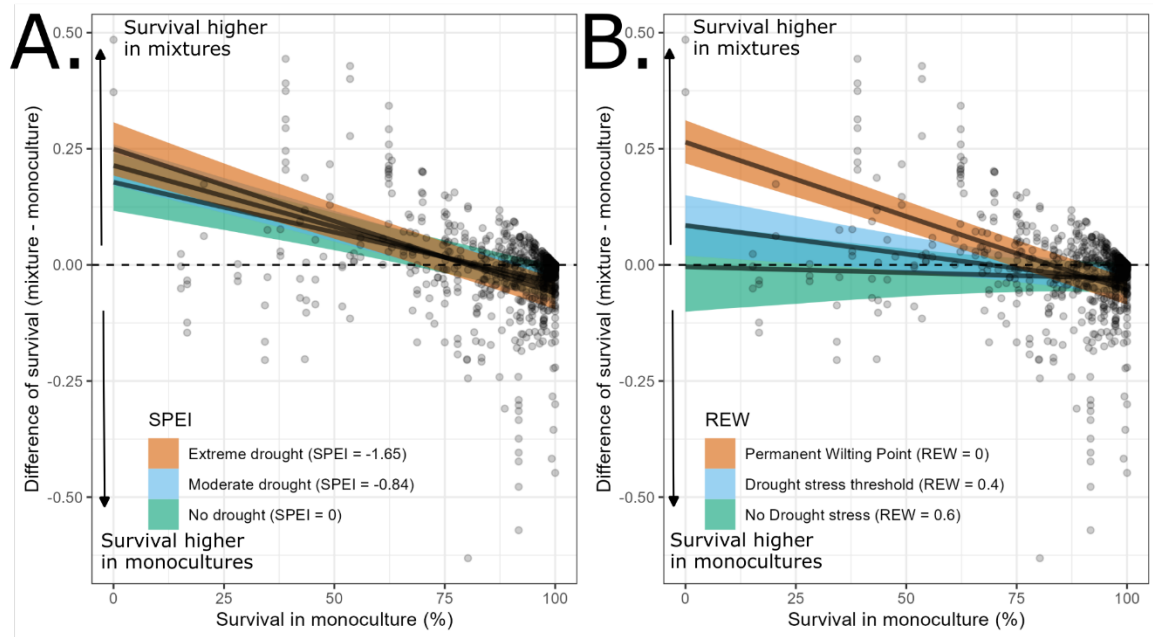 A.
Survival higher
in mixtures
0.50
0.25
0.00
-0.25
-0.50
Difference of survival (mixture - monoculture)
SPEI
Extreme drought (SPEI = -1.65)
Moderate drought (SPEI = -0.84)
No drought (SPEI = 0)
Survival higher
in monocultures
0
25
50
75
100
Survival in monoculture (%)
B.
Survival higher
in mixtures
0.50
0.25
0.00
-0.25
-0.50
Difference of survival (mixture - monoculture)
REW
Permanent Wilting Point (REW = 0)
Drought stress threshold (REW = 0.4)
No Drought stress (REW = 0.6)
Survival higher
in monocultures
0
25
50
75
100
Survival in monoculture (%)